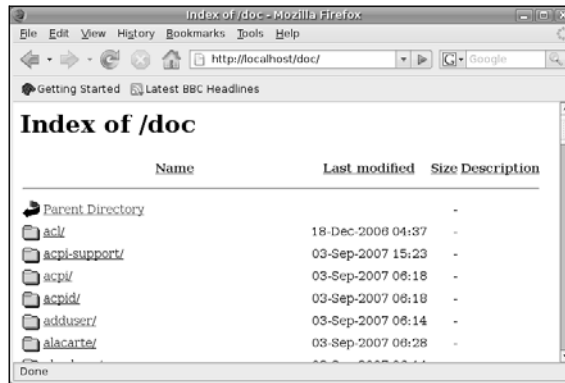 Index of /doc - Mozilla Firefox
File Edit View History Bookmarks Tools Help
http://localhost/doc/ G Google
Getting Started Latest BBC Headlines
Index of /doc
Name Last modified Size Description
Parent Directory -
acl/ 18-Dec-2006 04:37 -
acpi-support/ 03-Sep-2007 15:23 -
acpi/ 03-Sep-2007 06:18 -
acpid/ 03-Sep-2007 06:18 -
adduser/ 03-Sep-2007 06:14 -
alacarte/ 03-Sep-2007 06:28 -
Done